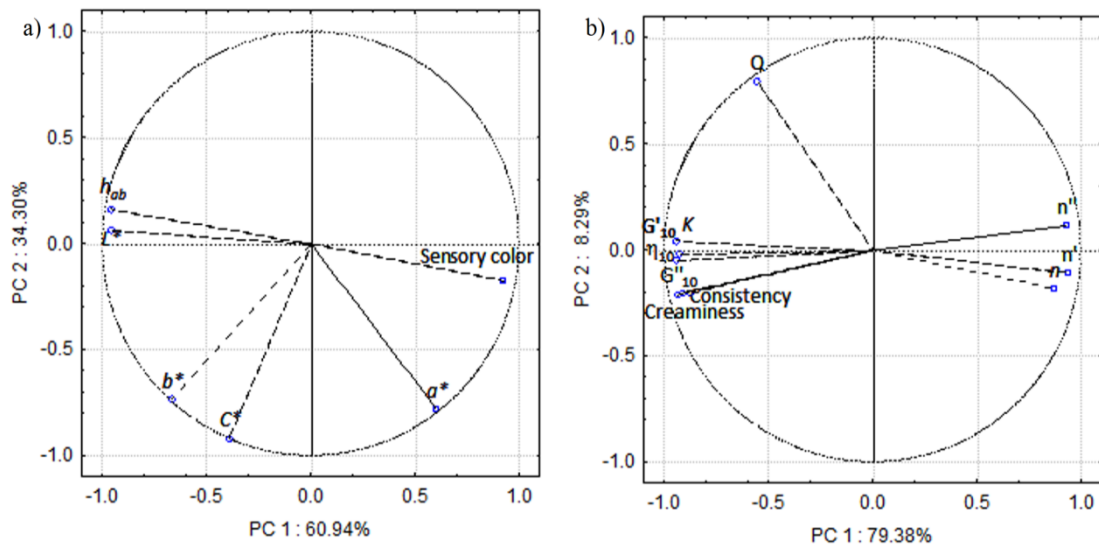 a)
1.0
0.5
0.0
-0.5
-1.0
PC 2 : 34.30%
h_ab
L*
Sensory color
b*
C*
a*
-1.0 -0.5 0.0 0.5 1.0
PC 1 : 60.94%
b)
1.0
0.5
0.0
-0.5
-1.0
PC 2 : 8.29%
Q
G'10 K
η10
G''10
Consistency
Creaminess
n''
n'
n
-1.0 -0.5 0.0 0.5 1.0
PC 1 : 79.38%